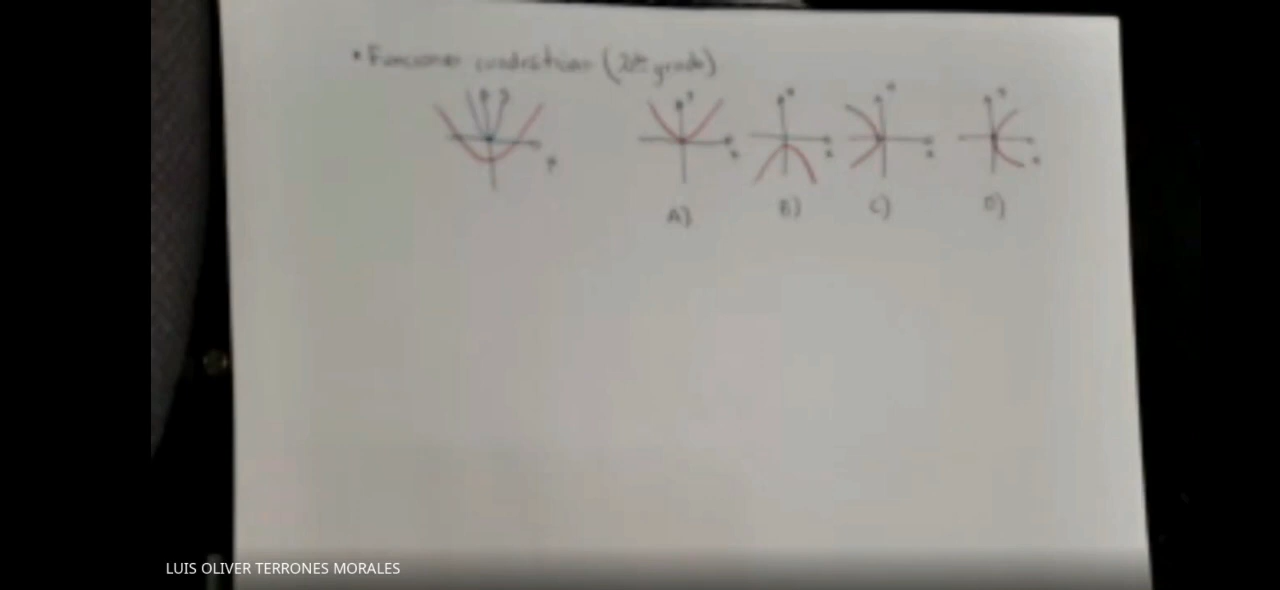 • Funciones cuadráticas (2do grado)
A) B) C) D)
LUIS OLIVER TERRONES MORALES